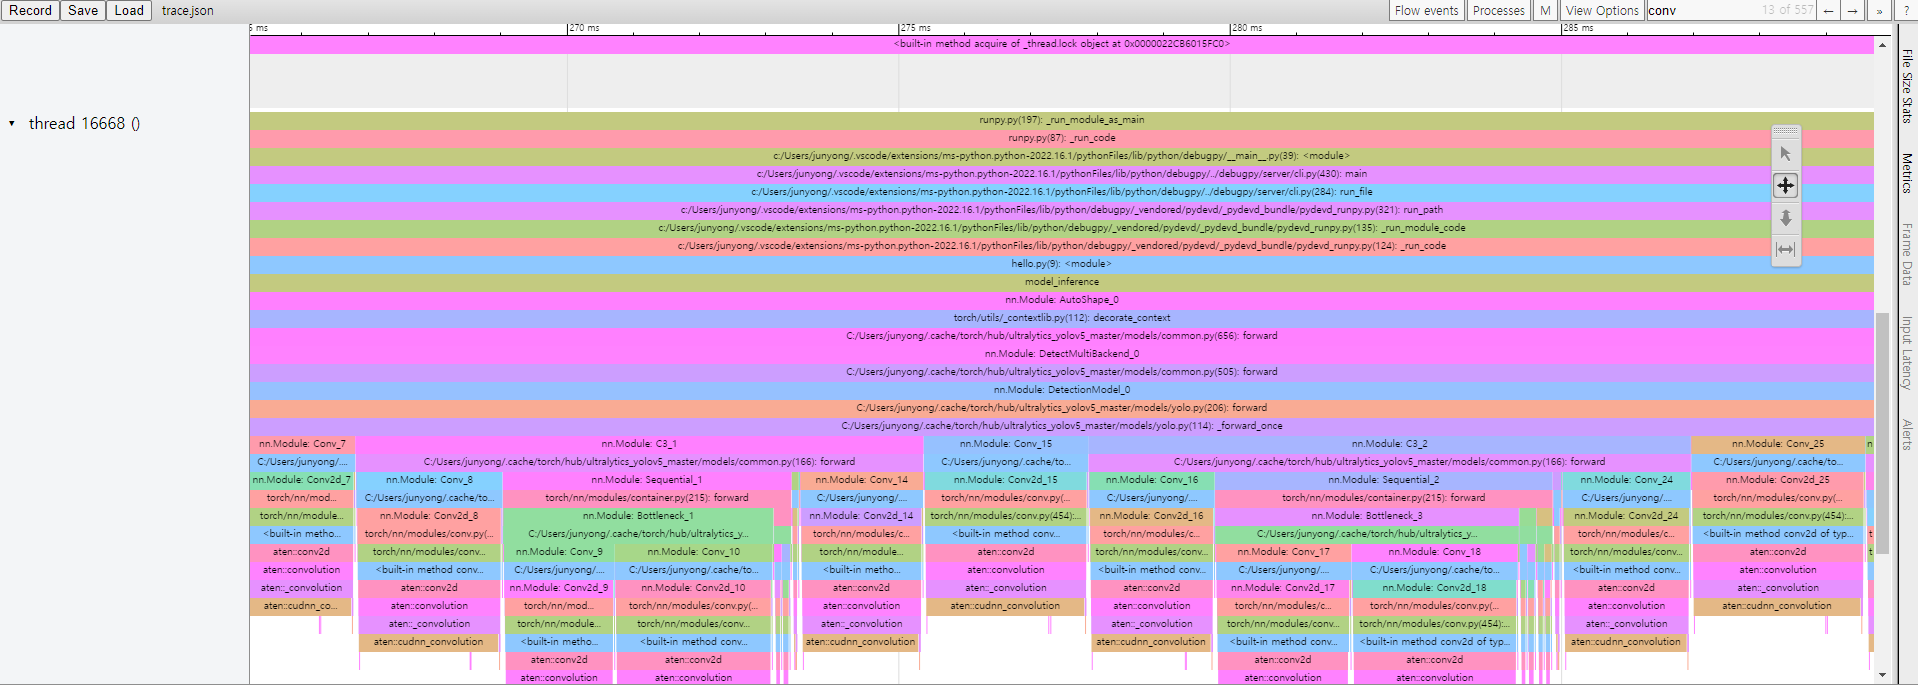 Record Save Load trace.json Flow events Processes M View Options conv 13 of 557 ← → » ?
5 ms 270 ms 275 ms 280 ms 285 ms
<built-in method acquire of _thread.lock object at 0x0000022CB6015FC0>
thread 16668 ()
runpy.py(197): _run_module_as_main
runpy.py(87): _run_code
c:/Users/junyong/.vscode/extensions/ms-python.python-2022.16.1/pythonFiles/lib/python/debugpy/__main__.py(39): <module>
c:/Users/junyong/.vscode/extensions/ms-python.python-2022.16.1/pythonFiles/lib/python/debugpy/../debugpy/server/cli.py(430): main
c:/Users/junyong/.vscode/extensions/ms-python.python-2022.16.1/pythonFiles/lib/python/debugpy/../debugpy/server/cli.py(284): run_file
c:/Users/junyong/.vscode/extensions/ms-python.python-2022.16.1/pythonFiles/lib/python/debugpy/_vendored/pydevd/_pydevd_bundle/pydevd_runpy.py(321): run_path
c:/Users/junyong/.vscode/extensions/ms-python.python-2022.16.1/pythonFiles/lib/python/debugpy/_vendored/pydevd/_pydevd_bundle/pydevd_runpy.py(135): _run_module_code
c:/Users/junyong/.vscode/extensions/ms-python.python-2022.16.1/pythonFiles/lib/python/debugpy/_vendored/pydevd/_pydevd_bundle/pydevd_runpy.py(124): _run_code
hello.py(9): <module>
model_inference
nn.Module: AutoShape_0
torch/utils/_contextlib.py(112): decorate_context
C:/Users/junyong/.cache/torch/hub/ultralytics_yolov5_master/models/common.py(656): forward
nn.Module: DetectMultiBackend_0
C:/Users/junyong/.cache/torch/hub/ultralytics_yolov5_master/models/common.py(505): forward
nn.Module: DetectionModel_0
C:/Users/junyong/.cache/torch/hub/ultralytics_yolov5_master/models/yolo.py(206): forward
C:/Users/junyong/.cache/torch/hub/ultralytics_yolov5_master/models/yolo.py(114): _forward_once
nn.Module: Conv_7 nn.Module: C3_1 nn.Module: Conv_15 nn.Module: C3_2 nn.Module: Conv_25 n
C:/Users/junyong/.... C:/Users/junyong/.cache/torch/hub/ultralytics_yolov5_master/models/common.py(166): forward C:/Users/junyong/.cache/to... C:/Users/junyong/.cache/torch/hub/ultralytics_yolov5_master/models/common.py(166): forward C:/Users/junyong/.cache/to...
nn.Module: Conv2d_7 nn.Module: Conv_8 nn.Module: Sequential_1 nn.Module: Conv_14 nn.Module: Conv2d_15 nn.Module: Conv_16 nn.Module: Sequential_2 nn.Module: Conv_24 nn.Module: Conv2d_25
torch/nn/mod... C:/Users/junyong/.cache/to... torch/nn/modules/container.py(215): forward C:/Users/junyong/.... torch/nn/modules/conv.py(... C:/Users/junyong/.... torch/nn/modules/container.py(215): forward C:/Users/junyong/.... torch/nn/modules/conv.py(...
torch/nn/module... nn.Module: Conv2d_8 nn.Module: Bottleneck_1 nn.Module: Conv2d_14 torch/nn/modules/conv.py(454):... nn.Module: Conv2d_16 nn.Module: Bottleneck_3 nn.Module: Conv2d_24 torch/nn/modules/conv.py(454):...
<built-in metho... torch/nn/modules/conv.py(... C:/Users/junyong/.cache/torch/hub/ultralytics_y... torch/nn/mod... <built-in method conv... torch/nn/modules/c... C:/Users/junyong/.cache/torch/hub/ultralytics_y... torch/nn/modules/c... <built-in method conv2d of typ... t
aten::conv2d torch/nn/modules/conv... nn.Module: Conv_9 nn.Module: Conv_10 torch/nn/module... aten::conv2d torch/nn/modules/conv... nn.Module: Conv_17 nn.Module: Conv_18 torch/nn/modules/conv... aten::conv2d t
aten::convolution <built-in method conv... C:/Users/junyong/.... C:/Users/junyong/.cache/to... <built-in metho... aten::convolution <built-in method conv... C:/Users/junyong/.... C:/Users/junyong/.cache/to... <built-in method conv... aten::convolution
aten::_convolution aten::conv2d nn.Module: Conv2d_9 nn.Module: Conv2d_10 aten::conv2d aten::_convolution aten::conv2d nn.Module: Conv2d_17 nn.Module: Conv2d_18 aten::conv2d aten::_convolution
aten::cudnn_co... aten::convolution torch/nn/mod... torch/nn/modules/conv.py(... aten::convolution aten::cudnn_convolution aten::convolution torch/nn/modules/c... torch/nn/modules/conv.py(... aten::convolution aten::cudnn_convolution
aten::_convolution torch/nn/module... torch/nn/modules/conv... aten::_convolution aten::_convolution torch/nn/modules/conv... torch/nn/modules/conv.py(454):... aten::_convolution
aten::cudnn_convolution <built-in metho... <built-in method conv... aten::cudnn_convolution aten::cudnn_convolution <built-in method conv... <built-in method conv2d of typ... aten::cudnn_convolution
aten::conv2d aten::conv2d aten::conv2d aten::conv2d
aten::convolution aten::convolution aten::convolution aten::convolution
File Size Stats
Metrics
Frame Data
Input Latency
Alerts